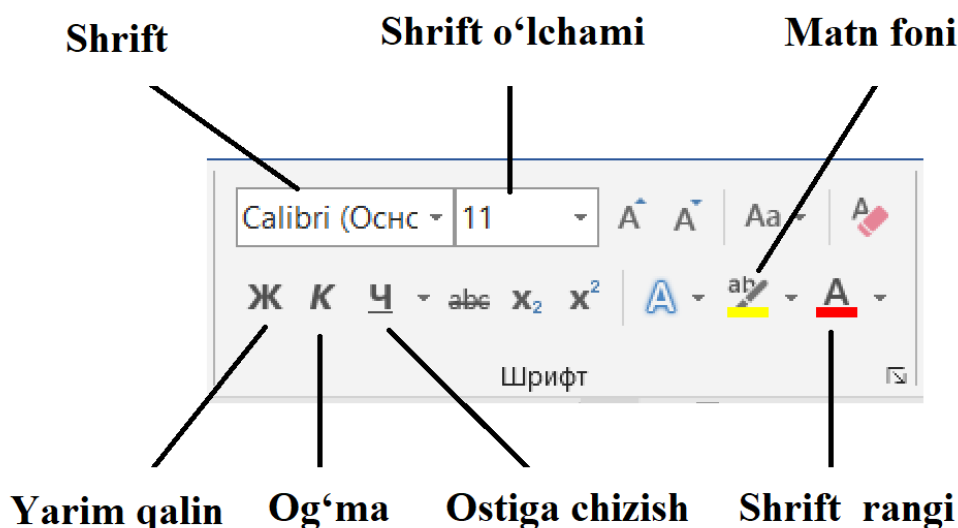 Shrift Shrift o‘lchami Matn foni
Calibri (Оснс 11 A A Aa A
Ж К Ч abc x₂ x² A ab A
Шрифт
Yarim qalin Og‘ma Ostiga chizish Shrift rangi